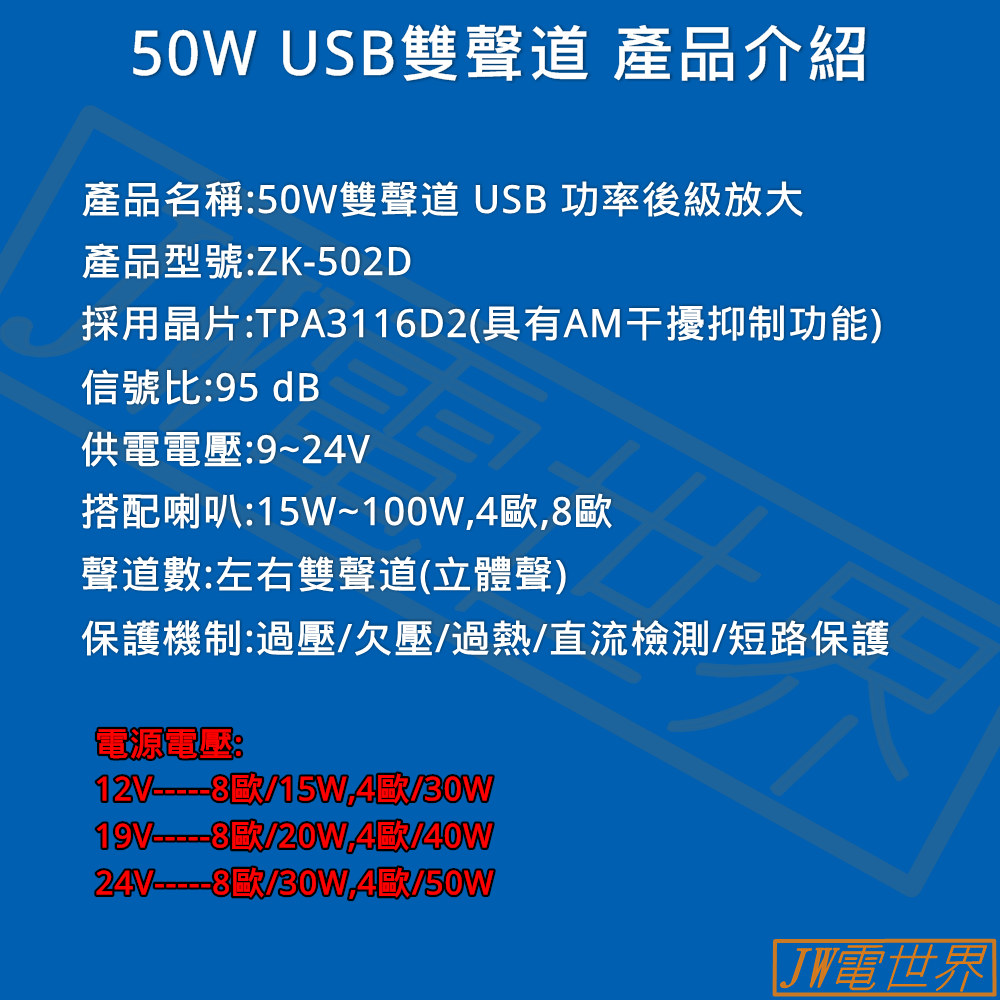 50W USB雙聲道 產品介紹
產品名稱:50W雙聲道 USB 功率後級放大
產品型號:ZK-502D
採用晶片:TPA3116D2(具有AM干擾抑制功能)
信號比:95 dB
供電電壓:9~24V
搭配喇叭:15W~100W,4歐,8歐
聲道數:左右雙聲道(立體聲)
保護機制:過壓/欠壓/過熱/直流檢測/短路保護
電源電壓:
12V-----8歐/15W,4歐/30W
19V-----8歐/20W,4歐/40W
24V-----8歐/30W,4歐/50W
JW電世界
JW電世界